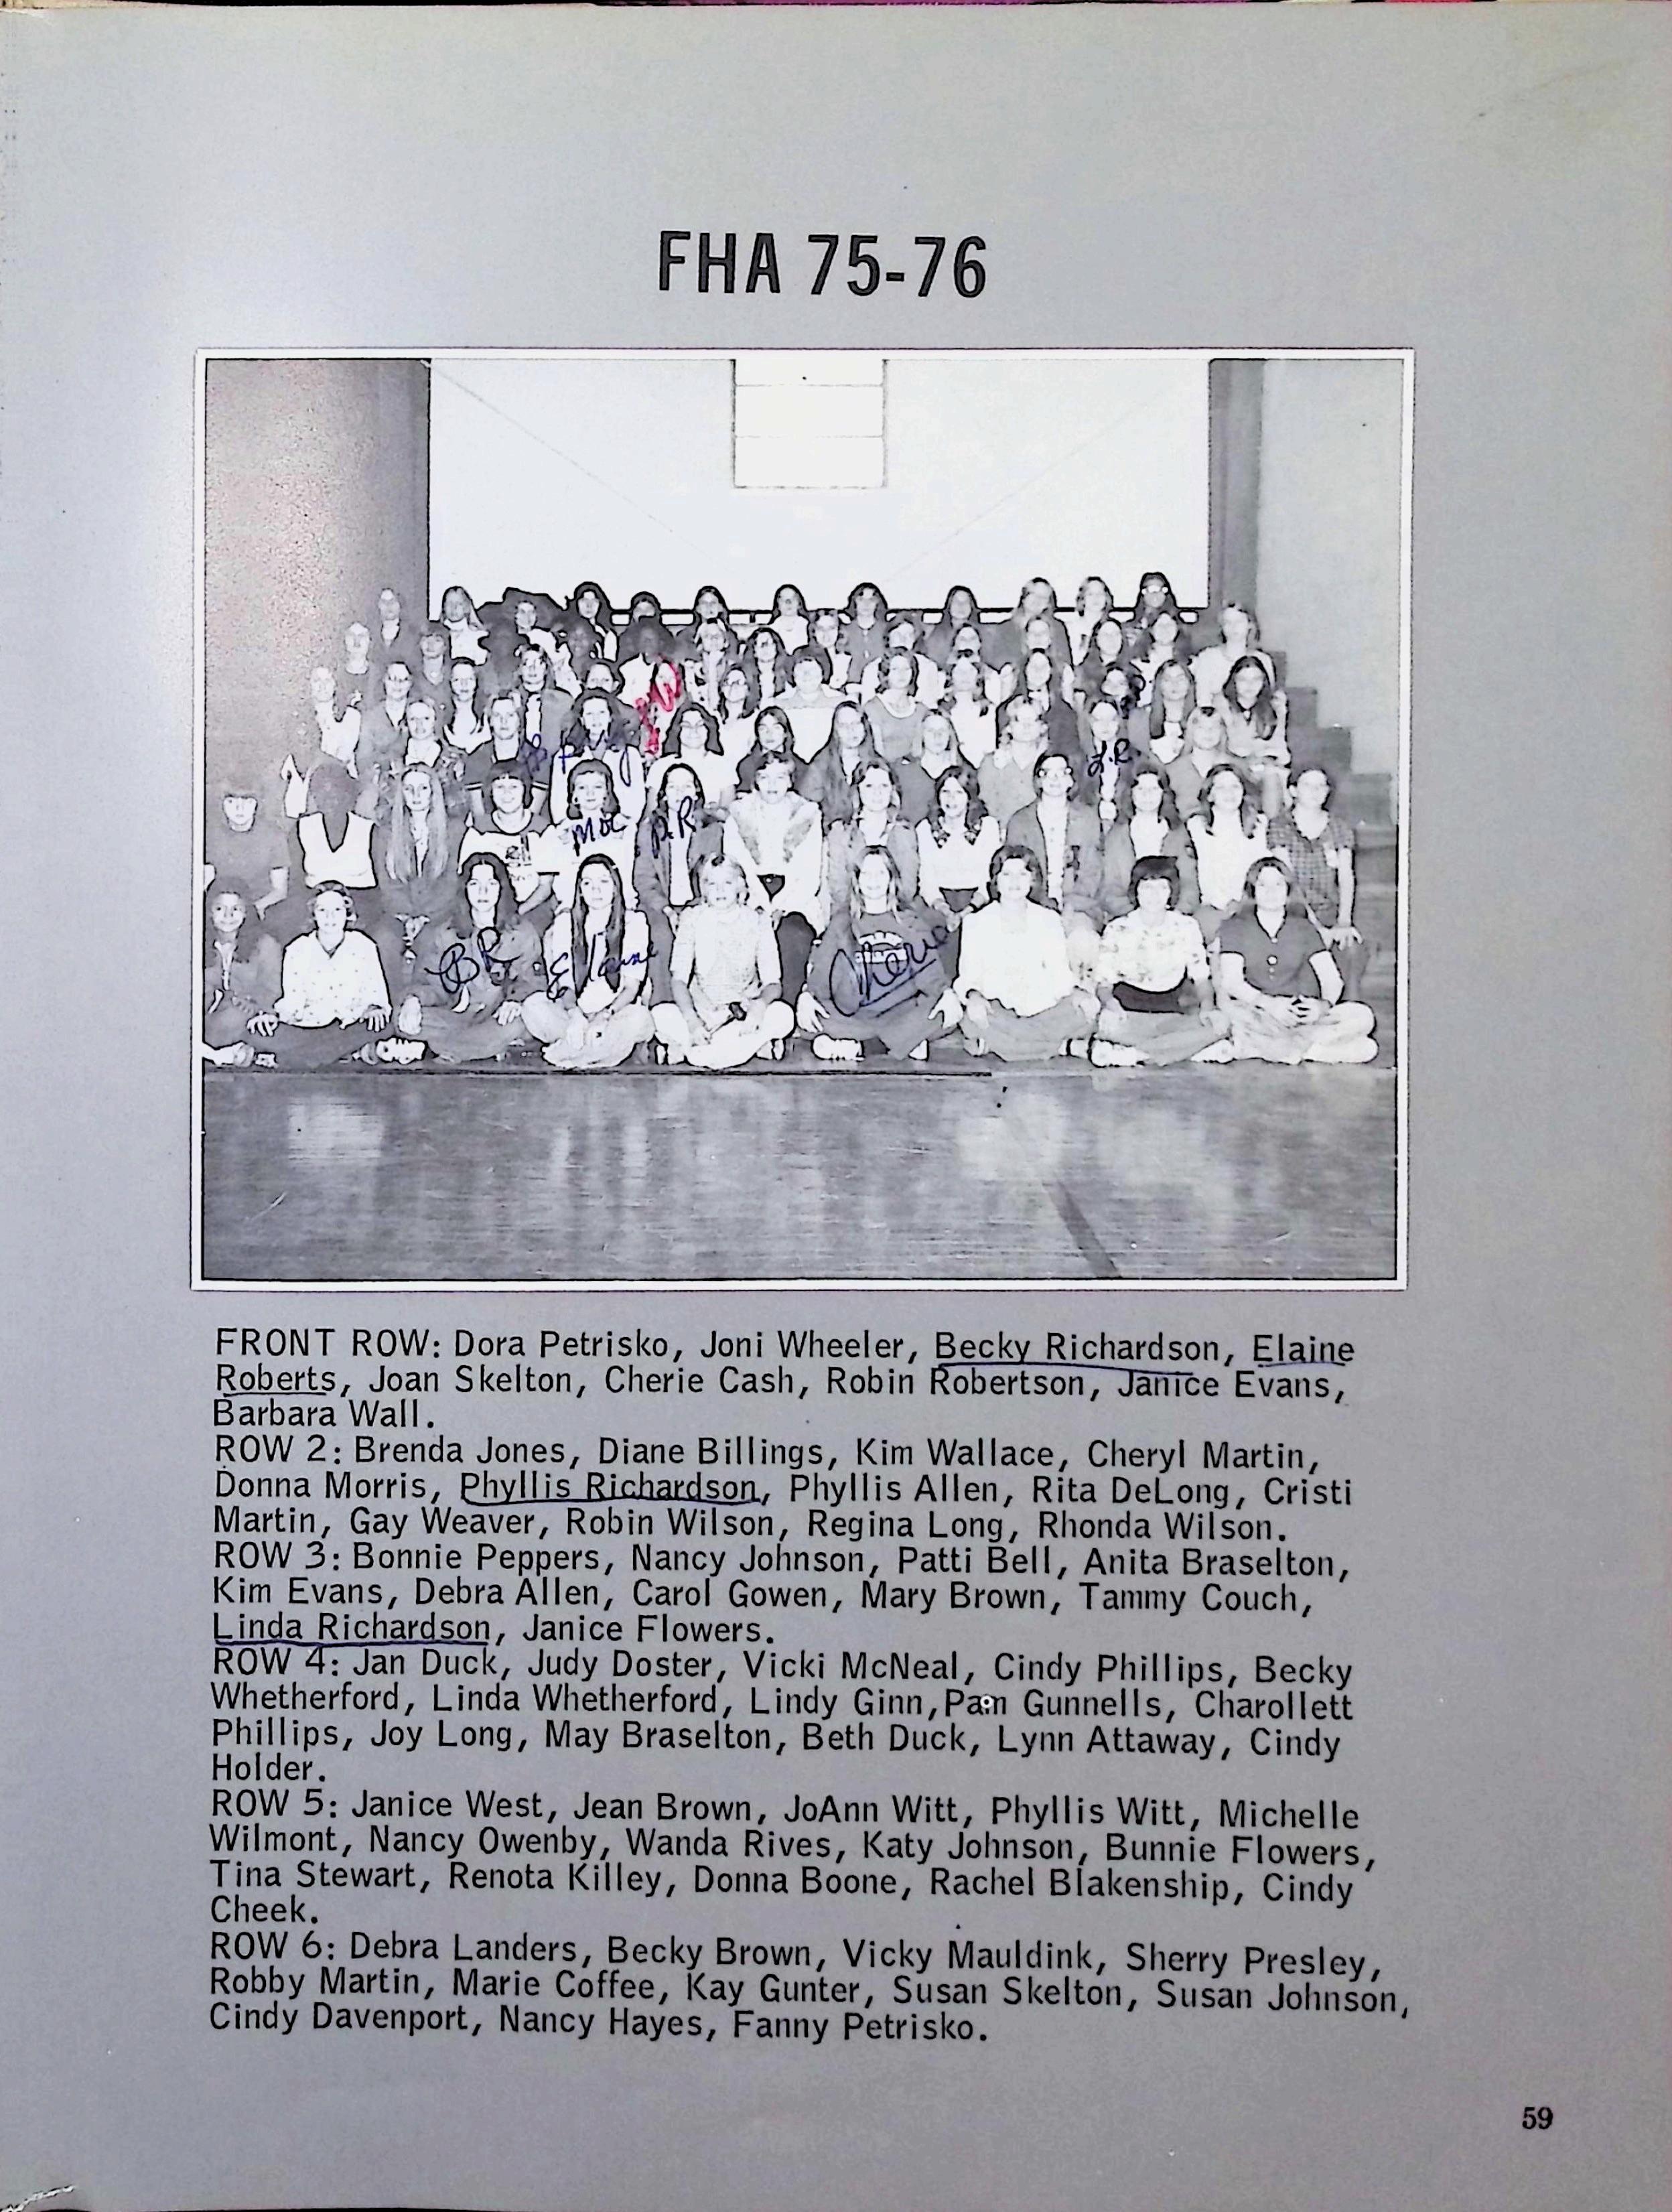 FHA 75-76
L.R.
P.R.
BR
Elaine
Cherie
FRONT ROW: Dora Petrisko, Joni Wheeler, Becky Richardson, Elaine
Roberts, Joan Skelton, Cherie Cash, Robin Robertson, Janice Evans,
Barbara Wall.
ROW 2: Brenda Jones, Diane Billings, Kim Wallace, Cheryl Martin,
Donna Morris, Phyllis Richardson, Phyllis Allen, Rita DeLong, Cristi
Martin, Gay Weaver, Robin Wilson, Regina Long, Rhonda Wilson.
ROW 3: Bonnie Peppers, Nancy Johnson, Patti Bell, Anita Braselton,
Kim Evans, Debra Allen, Carol Gowen, Mary Brown, Tammy Couch,
Linda Richardson, Janice Flowers.
ROW 4: Jan Duck, Judy Doster, Vicki McNeal, Cindy Phillips, Becky
Whetherford, Linda Whetherford, Lindy Ginn, Pam Gunnells, Charollett
Phillips, Joy Long, May Braselton, Beth Duck, Lynn Attaway, Cindy
Holder.
ROW 5: Janice West, Jean Brown, JoAnn Witt, Phyllis Witt, Michelle
Wilmont, Nancy Owenby, Wanda Rives, Katy Johnson, Bunnie Flowers,
Tina Stewart, Renota Killey, Donna Boone, Rachel Blakenship, Cindy
Cheek.
ROW 6: Debra Landers, Becky Brown, Vicky Mauldink, Sherry Presley,
Robby Martin, Marie Coffee, Kay Gunter, Susan Skelton, Susan Johnson,
Cindy Davenport, Nancy Hayes, Fanny Petrisko.
59